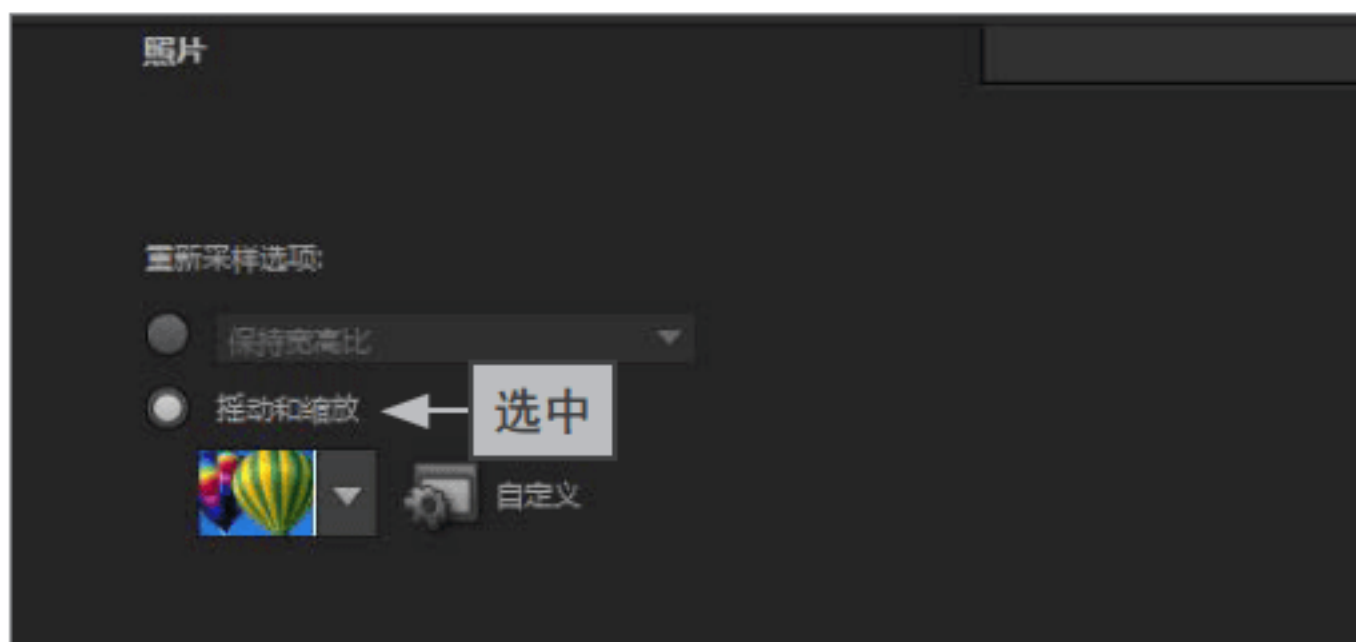 照片
重新采样选项:
保持宽高比
摇动和缩放
选中
自定义